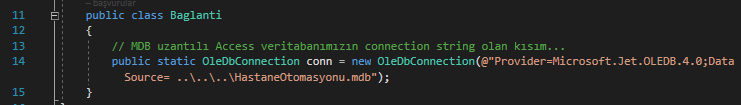 — başvurular
11 public class Baglanti
12 {
13 // MDB uzantılı Access veritabanımızın connection string olan kısım...
14 public static OleDbConnection conn = new OleDbConnection(@"Provider=Microsoft.Jet.OLEDB.4.0;Data
Source= ..\..\..\HastaneOtomasyonu.mdb");
15 }